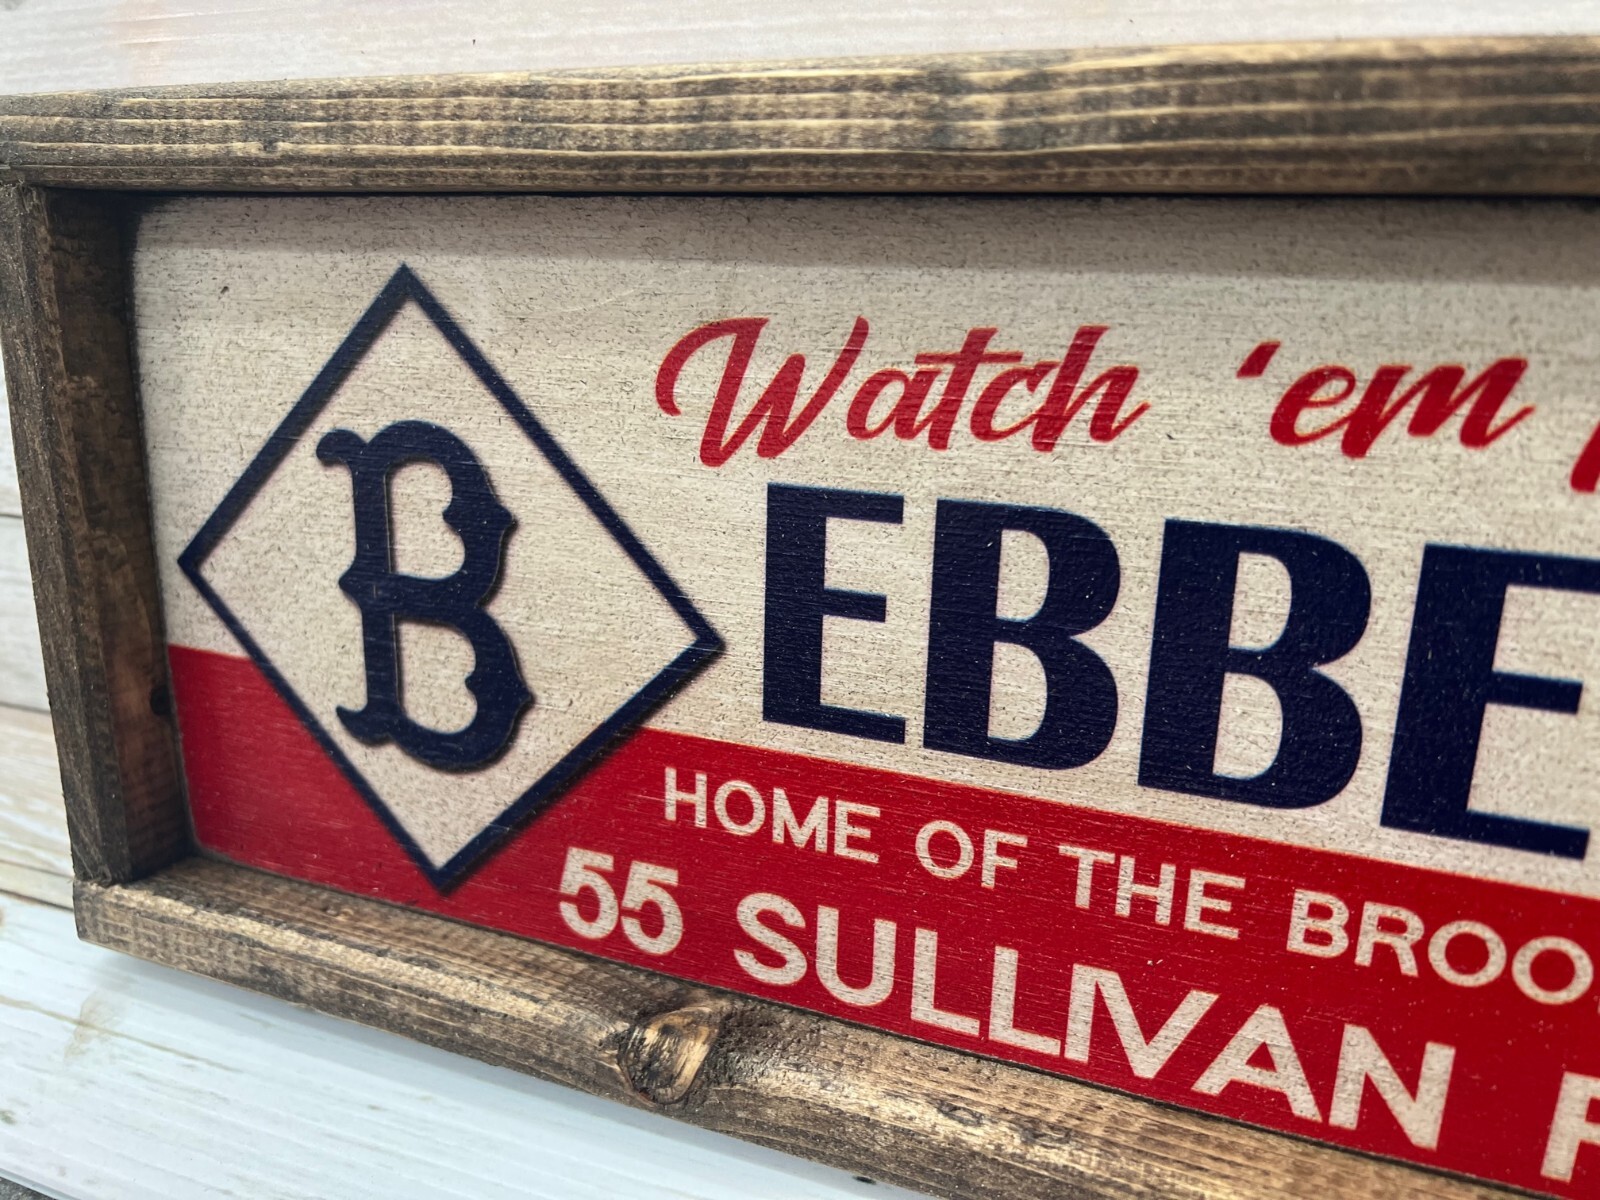 B
Watch 'em
EBBE
HOME OF THE BROO
55 SULLIVAN